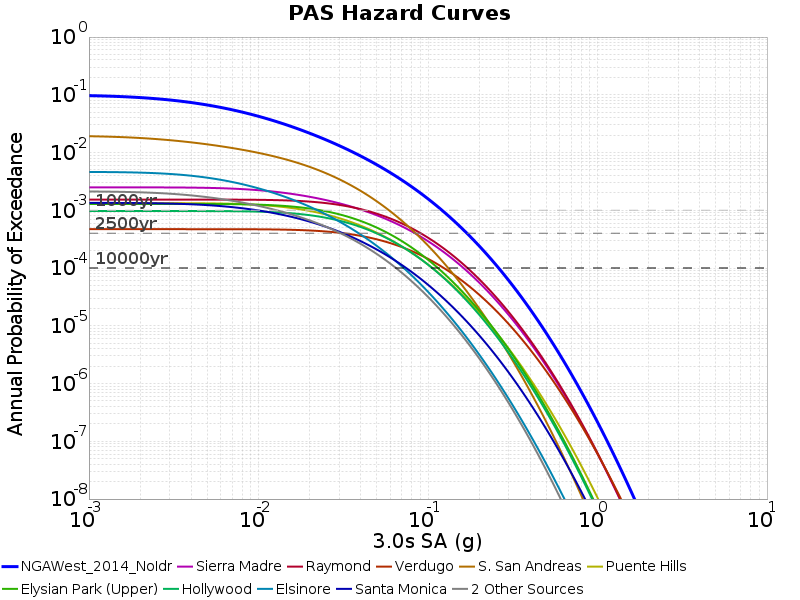 PAS Hazard Curves
Annual Probability of Exceedance
10^0
10^-1
10^-2
10^-3
10^-4
10^-5
10^-6
10^-7
10^-8
1000yr
2500yr
10000yr
10^-3 10^-2 10^-1 10^0 10^1
3.0s SA (g)
NGAWest_2014_NoIdr Sierra Madre Raymond Verdugo S. San Andreas Puente Hills
Elysian Park (Upper) Hollywood Elsinore Santa Monica 2 Other Sources